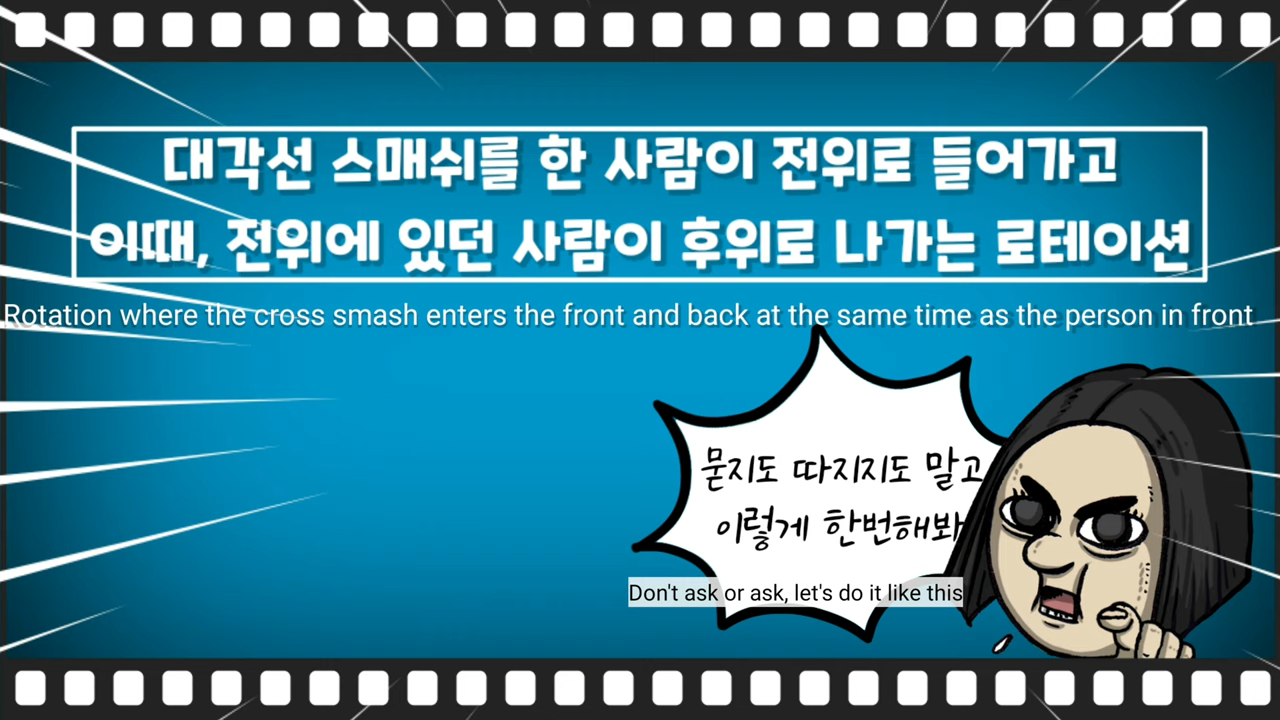 대각선 스매쉬를 한 사람이 전위로 들어가고
이때, 전위에 있던 사람이 후위로 나가는 로테이션
Rotation where the cross smash enters the front and back at the same time as the person in front
묻지도 따지지도 말고
이렇게 한번해봐
Don't ask or ask, let's do it like this